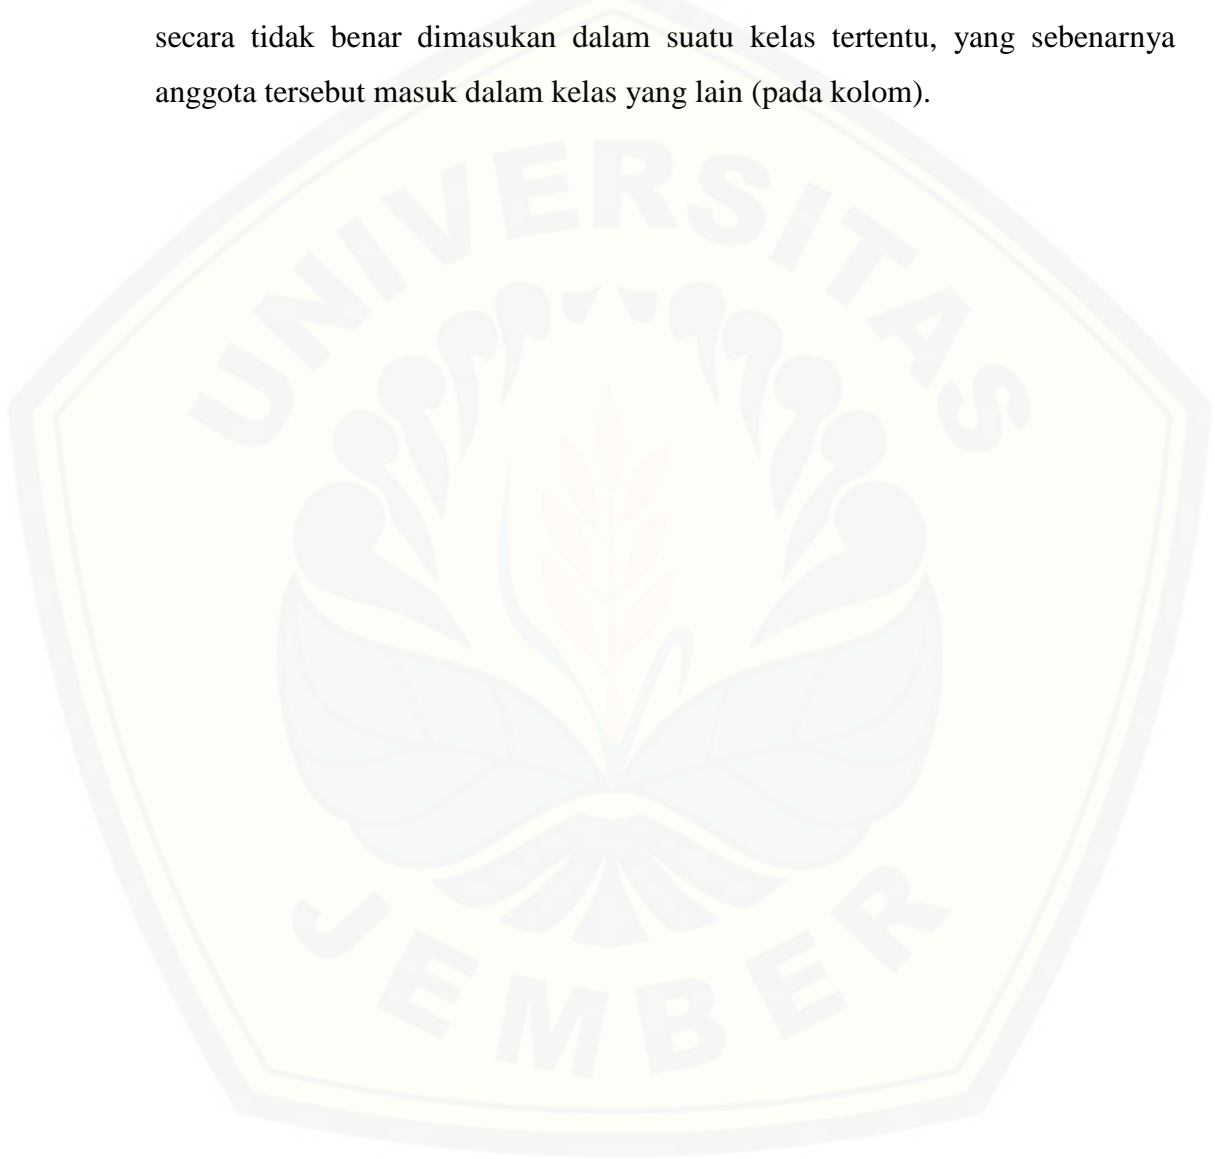 secara tidak benar dimasukan dalam suatu kelas tertentu, yang sebenarnya
anggota tersebut masuk dalam kelas yang lain (pada kolom).
UNIVERSITAS
JEMBER